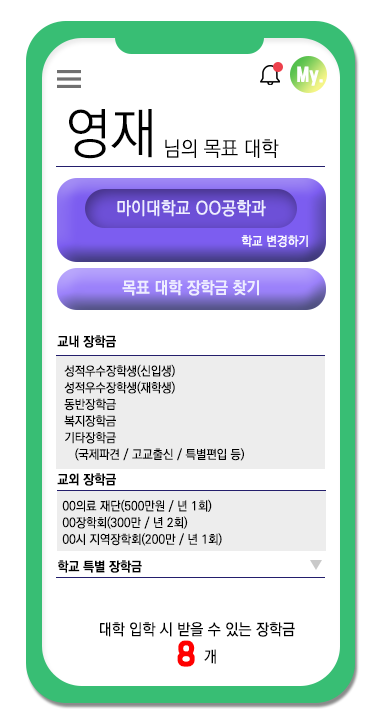 My.
영재 님의 목표 대학
마이대학교 OO공학과
학교 변경하기
목표 대학 장학금 찾기
교내 장학금
성적우수장학생(신입생)
성적우수장학생(재학생)
동반장학금
복지장학금
기타장학금
(국제파견 / 고교출신 / 특별편입 등)
교외 장학금
00의료 재단(500만원 / 년 1회)
00장학회(300만 / 년 2회)
00시 지역장학회(200만 / 년 1회)
학교 특별 장학금
대학 입학 시 받을 수 있는 장학금
8 개